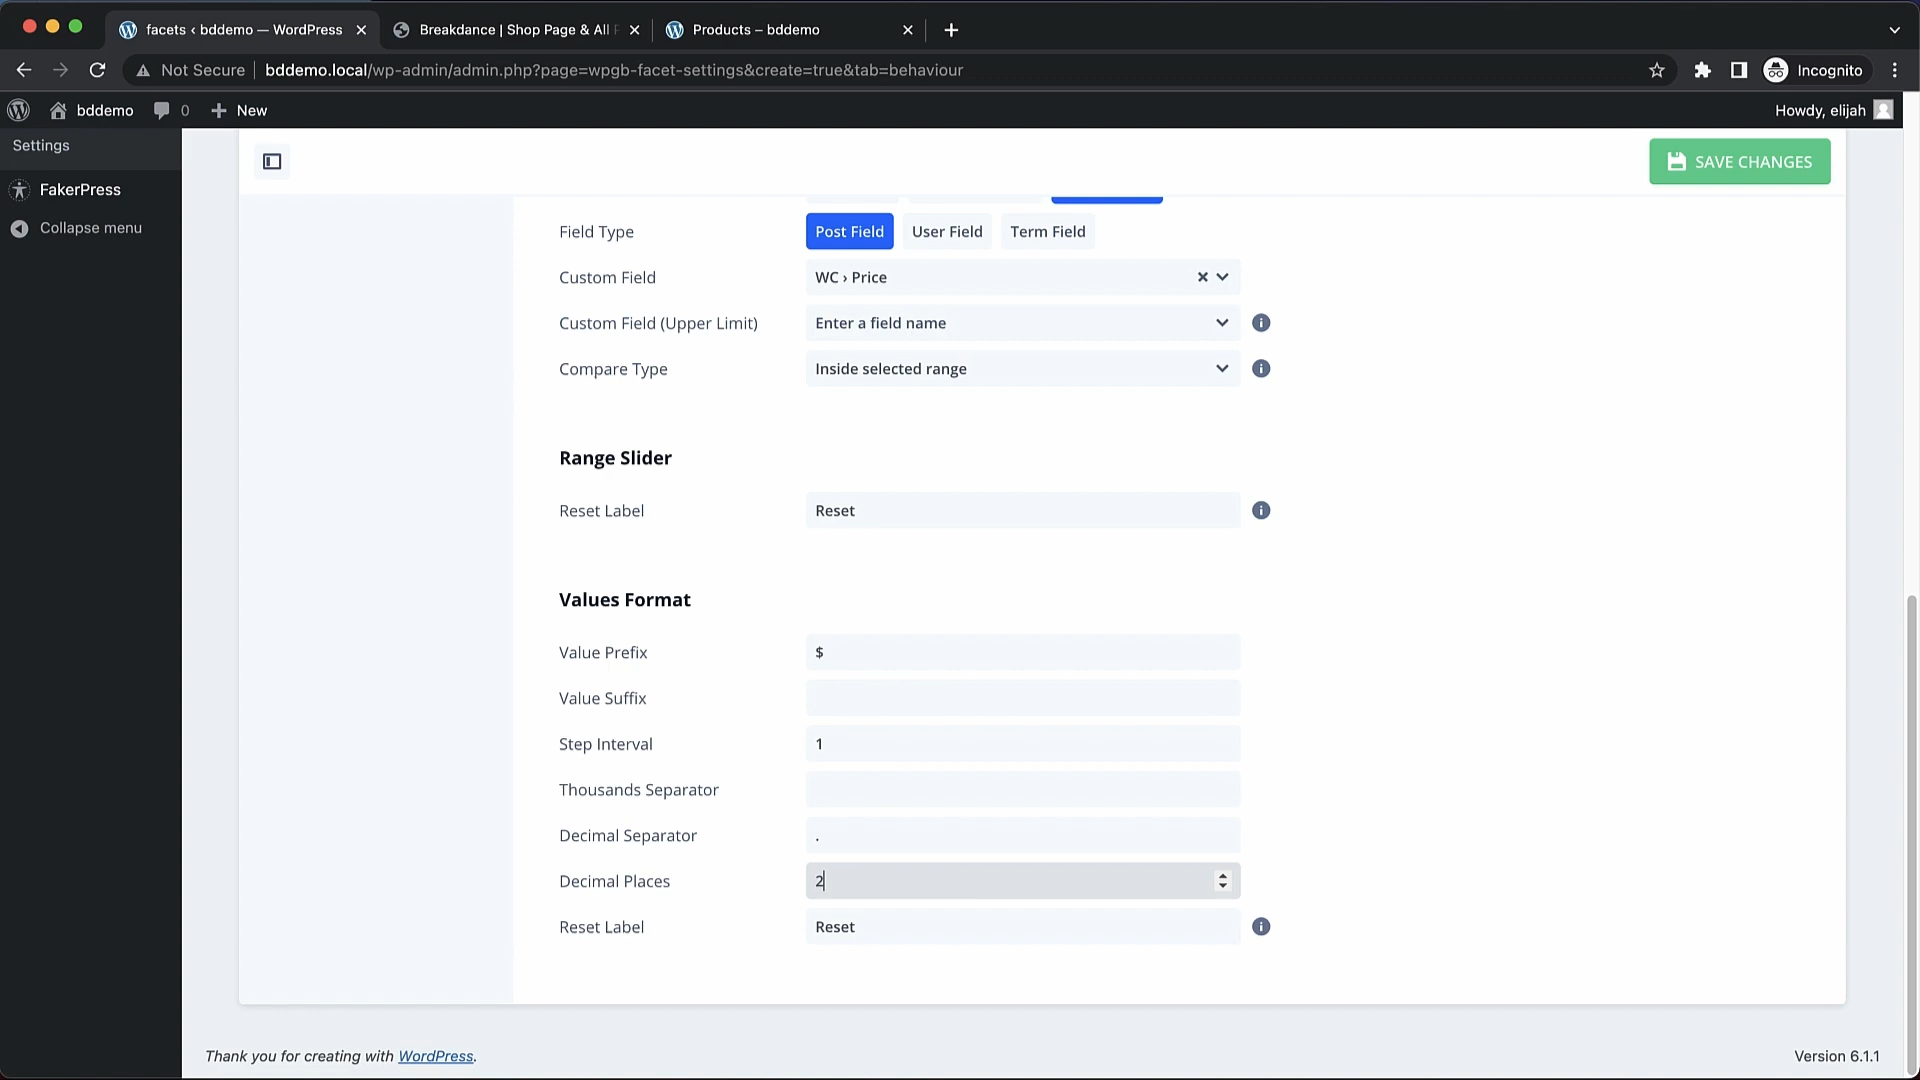 facets ‹ bddemo — WordPress
Breakdance | Shop Page & All
Products – bddemo
Not Secure
bddemo.local/wp-admin/admin.php?page=wpgb-facet-settings&create=true&tab=behaviour
Incognito
bddemo
0
New
Howdy, elijah
Settings
SAVE CHANGES
FakerPress
Collapse menu
Field Type
Post Field
User Field
Term Field
Custom Field
WC › Price
Custom Field (Upper Limit)
Enter a field name
Compare Type
Inside selected range
Range Slider
Reset Label
Reset
Values Format
Value Prefix
$
Value Suffix
Step Interval
1
Thousands Separator
Decimal Separator
.
Decimal Places
2
Reset Label
Reset
Thank you for creating with WordPress.
Version 6.1.1